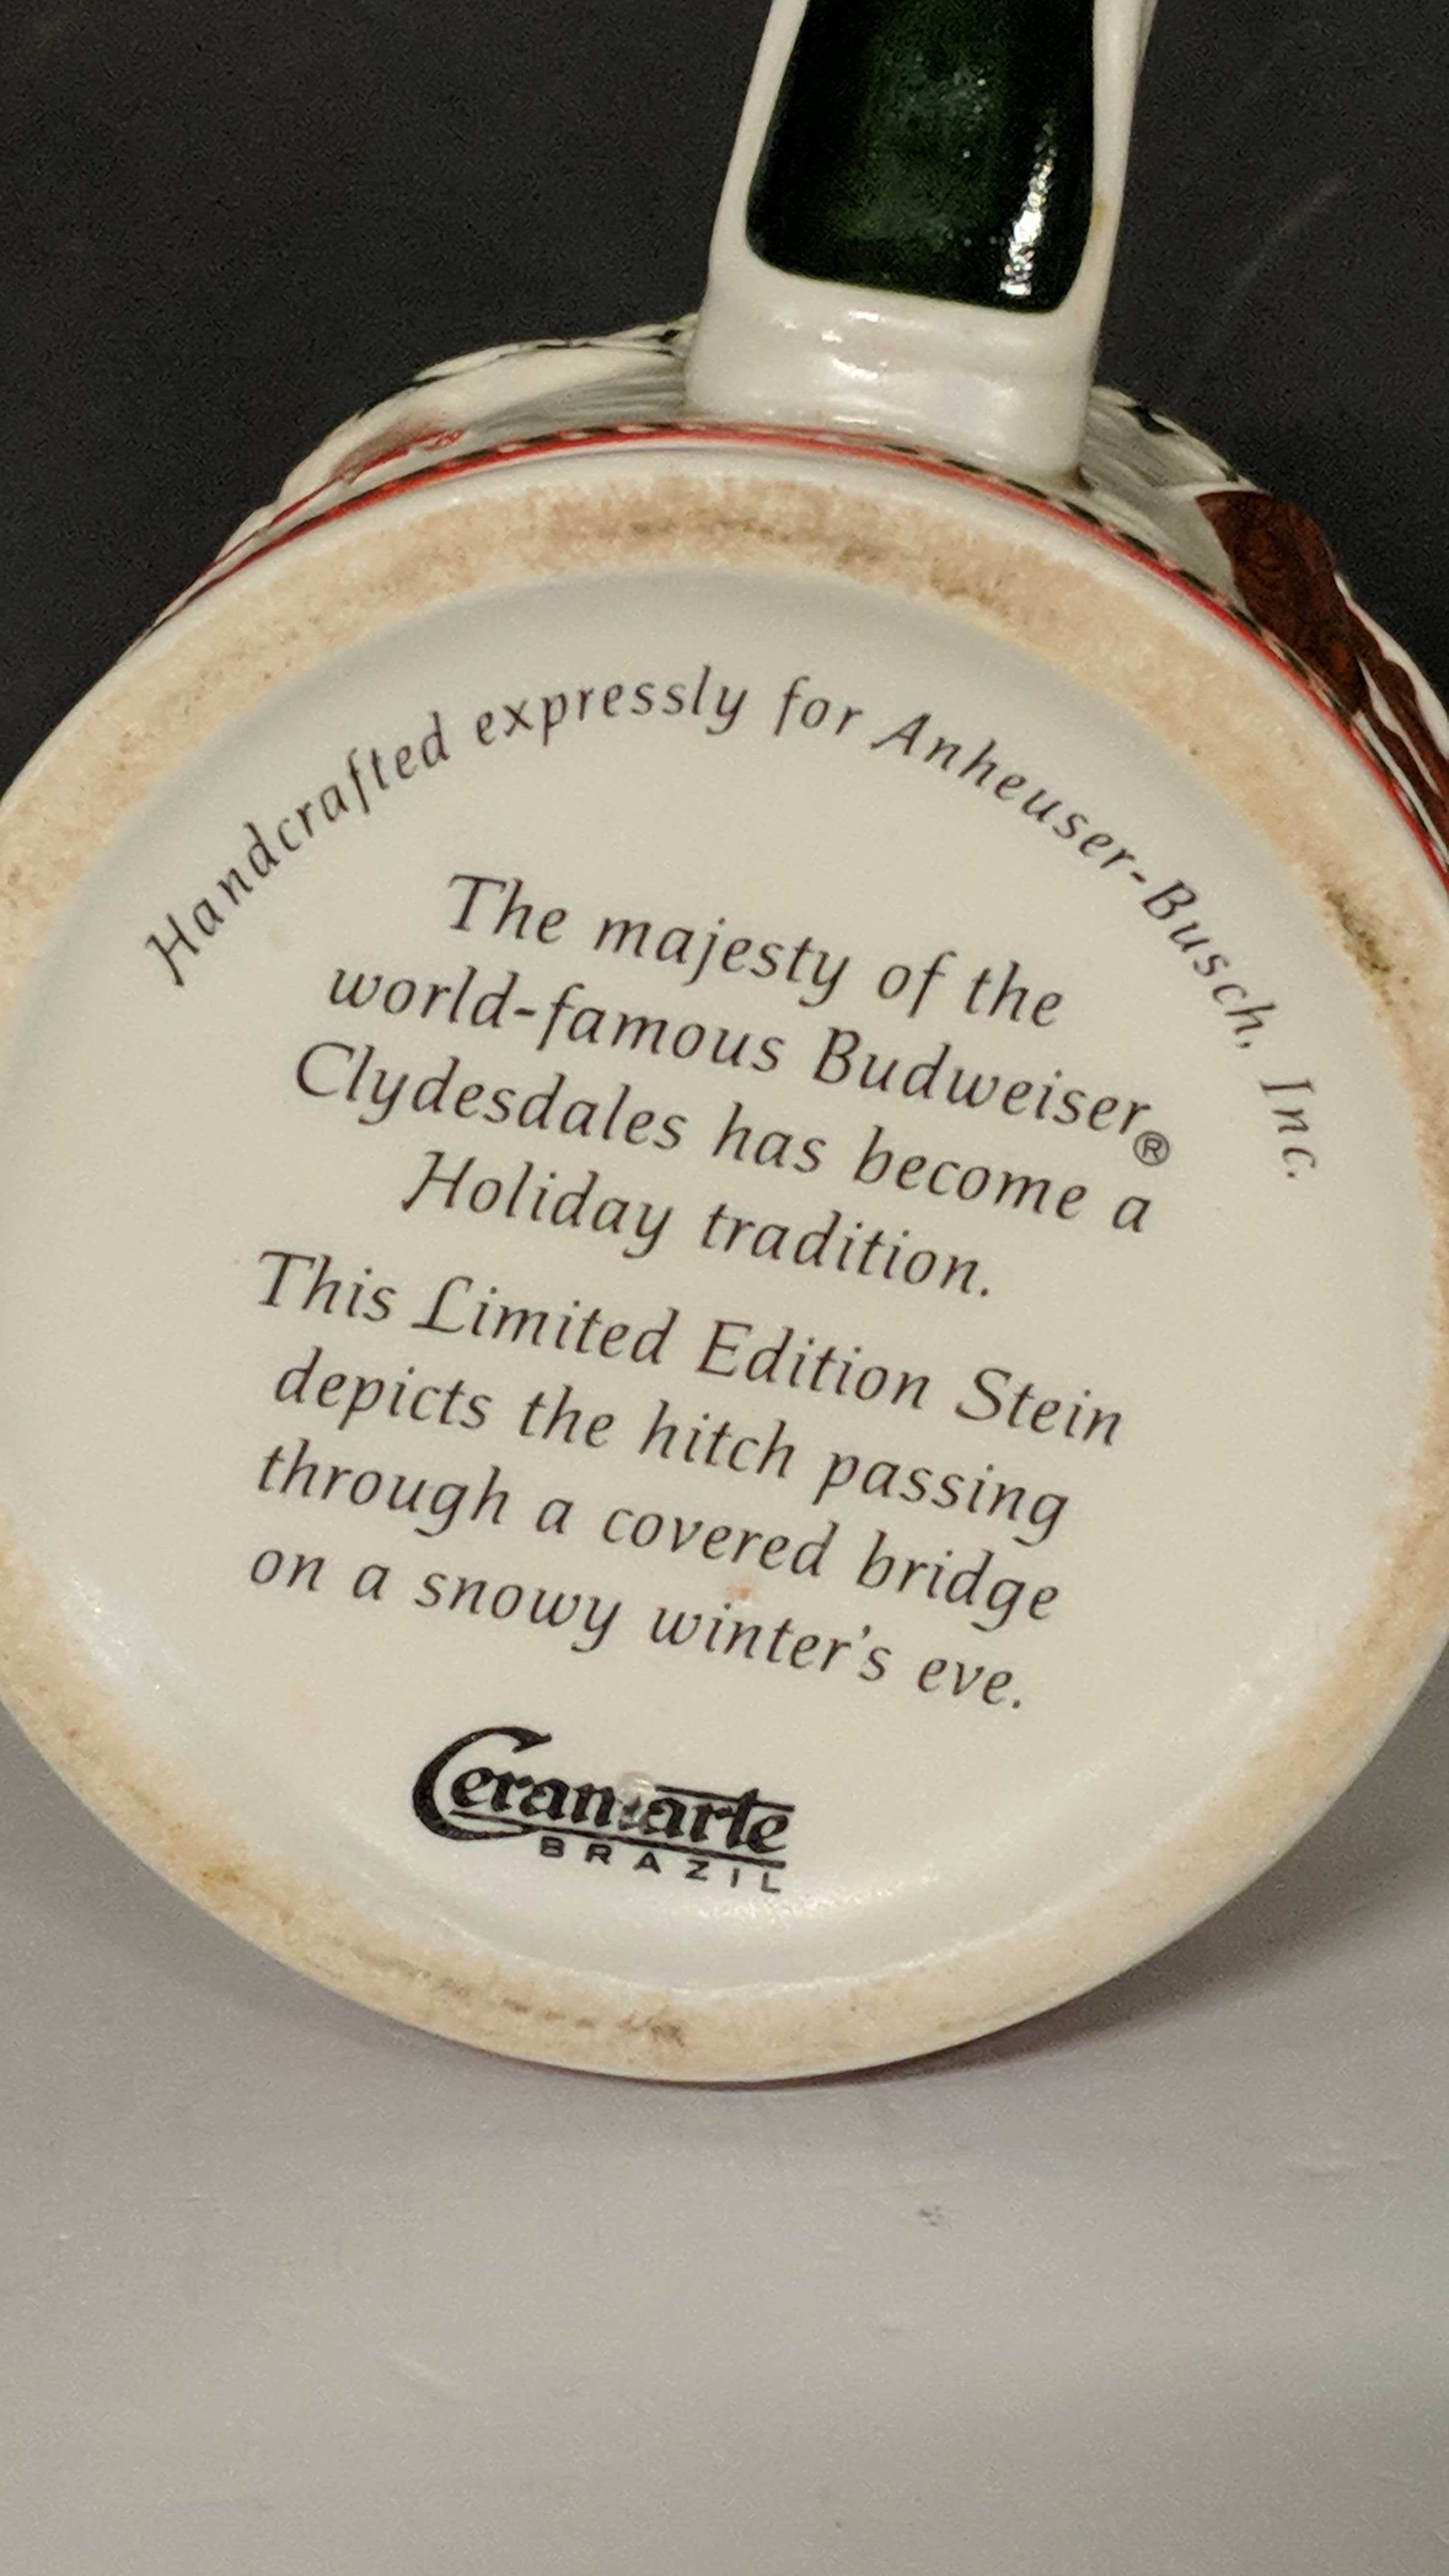 Handcrafted expressly for Anheuser-Busch, Inc.
The majesty of the
world-famous Budweiser®
Clydesdales has become a
Holiday tradition.
This Limited Edition Stein
depicts the hitch passing
through a covered bridge
on a snowy winter's eve.
Ceramarte
BRAZIL